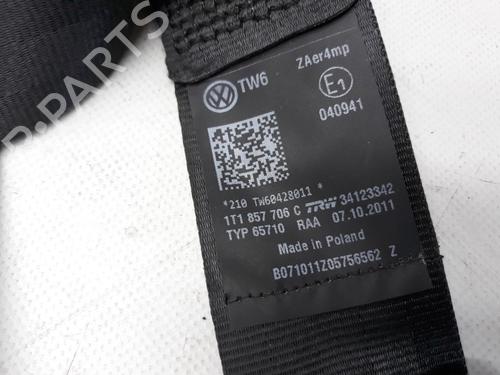 TW6
ZAer4mp
E1
040941
*210 TW60428011 *
1T1 857 706 C TRW 34123342
TYP 65710 RAA 07.10.2011
Made in Poland
B071011Z05756562 Z
B-PARTS